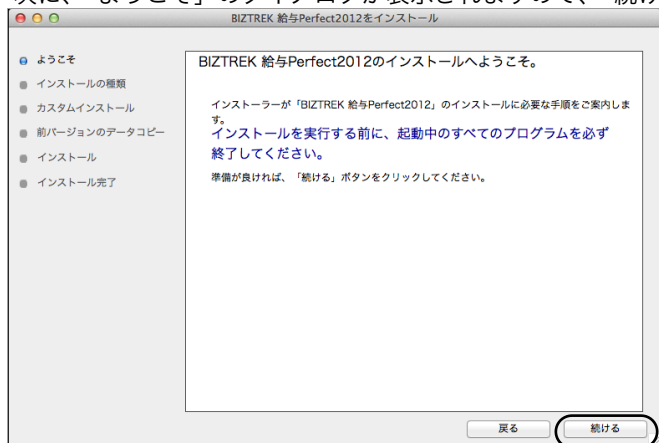 BIZTREK 給与Perfect2012をインストール
ようこそ
インストールの種類
カスタムインストール
前バージョンのデータコピー
インストール
インストール完了
BIZTREK 給与Perfect2012のインストールへようこそ。
インストーラーが「BIZTREK 給与Perfect2012」のインストールに必要な手順をご案内しま
す。
インストールを実行する前に、起動中のすべてのプログラムを必ず
終了してください。
準備が良ければ、「続ける」ボタンをクリックしてください。
戻る
続ける